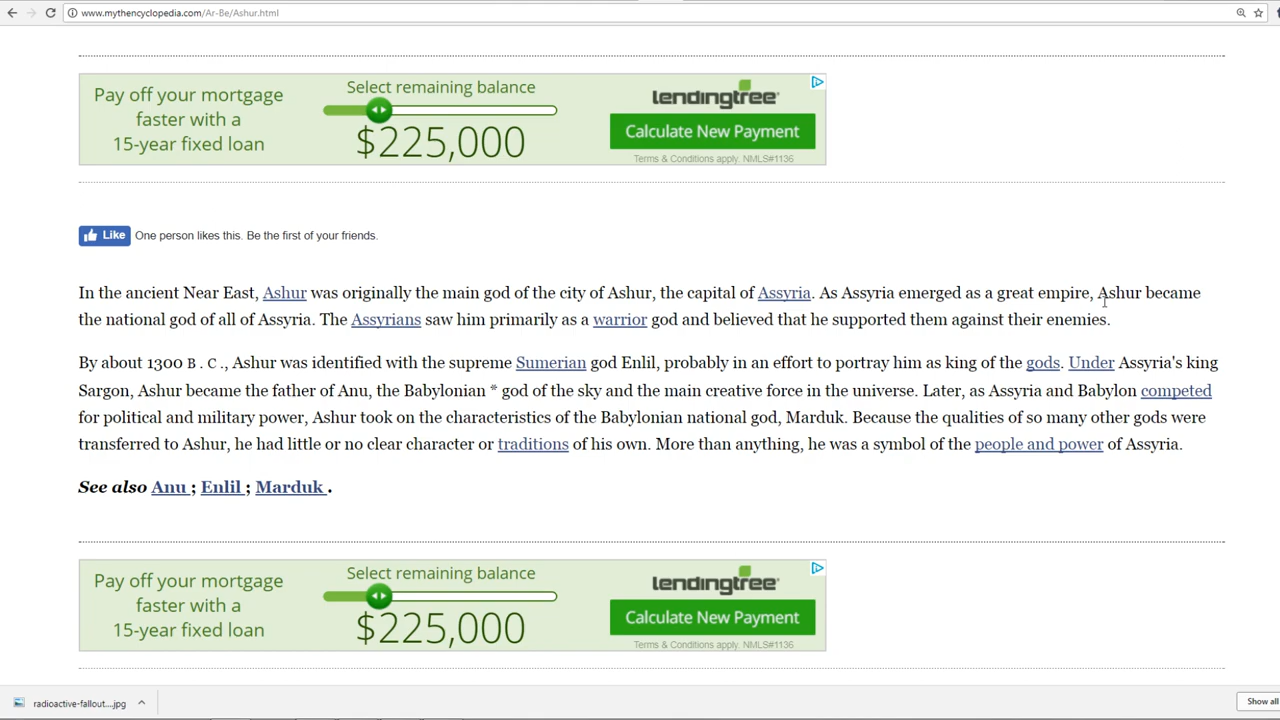 www.mythencyclopedia.com/Ar-Be/Ashur.html
Pay off your mortgage
faster with a
15-year fixed loan
Select remaining balance
$225,000
lendingtree
Calculate New Payment
Terms & Conditions apply. NMLS#1136
Like One person likes this. Be the first of your friends.
In the ancient Near East, Ashur was originally the main god of the city of Ashur, the capital of Assyria. As Assyria emerged as a great empire, Ashur became
the national god of all of Assyria. The Assyrians saw him primarily as a warrior god and believed that he supported them against their enemies.
By about 1300 B . C ., Ashur was identified with the supreme Sumerian god Enlil, probably in an effort to portray him as king of the gods. Under Assyria's king
Sargon, Ashur became the father of Anu, the Babylonian * god of the sky and the main creative force in the universe. Later, as Assyria and Babylon competed
for political and military power, Ashur took on the characteristics of the Babylonian national god, Marduk. Because the qualities of so many other gods were
transferred to Ashur, he had little or no clear character or traditions of his own. More than anything, he was a symbol of the people and power of Assyria.
See also Anu ; Enlil ; Marduk .
Pay off your mortgage
faster with a
15-year fixed loan
Select remaining balance
$225,000
lendingtree
Calculate New Payment
Terms & Conditions apply. NMLS#1136
radioactive-fallout....jpg
Show all